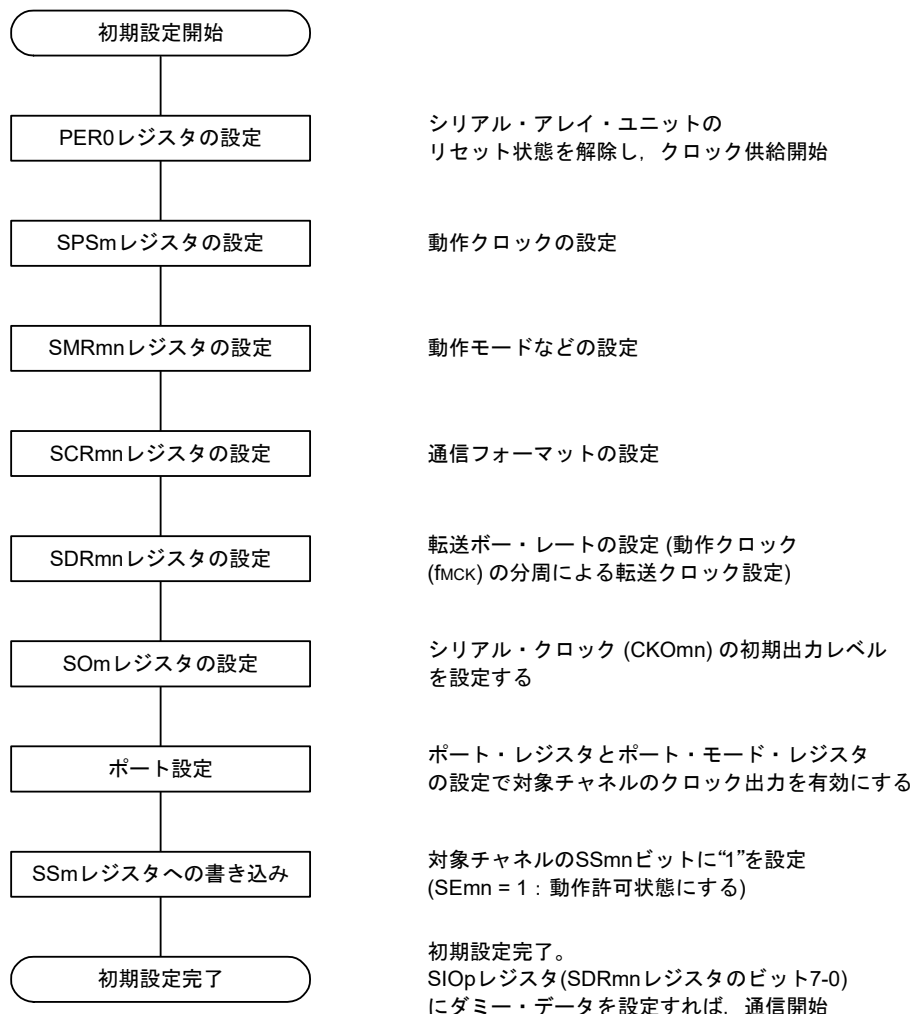 初期設定開始
PER0レジスタの設定
シリアル・アレイ・ユニットの
リセット状態を解除し，クロック供給開始
SPSmレジスタの設定
動作クロックの設定
SMRmnレジスタの設定
動作モードなどの設定
SCRmnレジスタの設定
通信フォーマットの設定
SDRmnレジスタの設定
転送ボー・レートの設定 (動作クロック
(fMCK) の分周による転送クロック設定)
SOmレジスタの設定
シリアル・クロック (CKOmn) の初期出力レベル
を設定する
ポート設定
ポート・レジスタとポート・モード・レジスタ
の設定で対象チャネルのクロック出力を有効にする
SSmレジスタへの書き込み
対象チャネルのSSmnビットに“1”を設定
(SEmn = 1：動作許可状態にする)
初期設定完了
初期設定完了。
SIOpレジスタ(SDRmnレジスタのビット7-0)
にダミー・データを設定すれば，通信開始